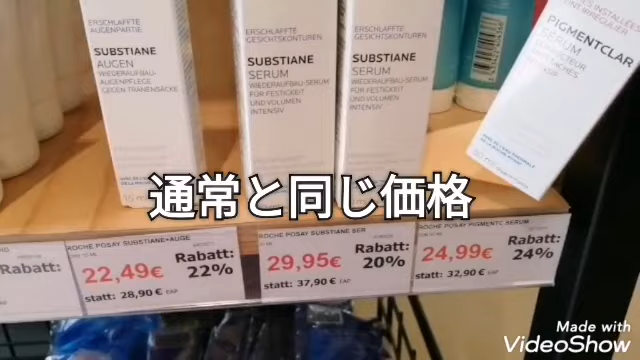 ERSCHLAFFTE
AUGENPARTIE
SUBSTIANE
AUGEN
WIEDERAUFBAU-
AUGENPFLEGE
GEGEN TRÄNENSÄCKE
15 ml
ERSCHLAFFTE
GESICHTSKONTUREN
SUBSTIANE
SERUM
WIEDERAUFBAU-SERUM
FÜR FESTIGKEIT
UND VOLUMEN
INTENSIV
ERSCHLAFFTE
GESICHTSKONTUREN
SUBSTIANE
SERUM
WIEDERAUFBAU-SERUM
FÜR FESTIGKEIT
UND VOLUMEN
INTENSIV
PIGMENTCLAR
SERUM
通常と同じ価格
Rabatt:
ROCHE POSAY SUBSTIANE+AUGE
22,49€
Rabatt:
22%
statt: 28,90 €
ROCHE POSAY SUBSTIANE SER
29,95€
Rabatt:
20%
statt: 37,90 €
ROCHE POSAY PIGMENTC SERUM
24,99€
Rabatt:
24%
statt: 32,90 €
Made with
VideoShow